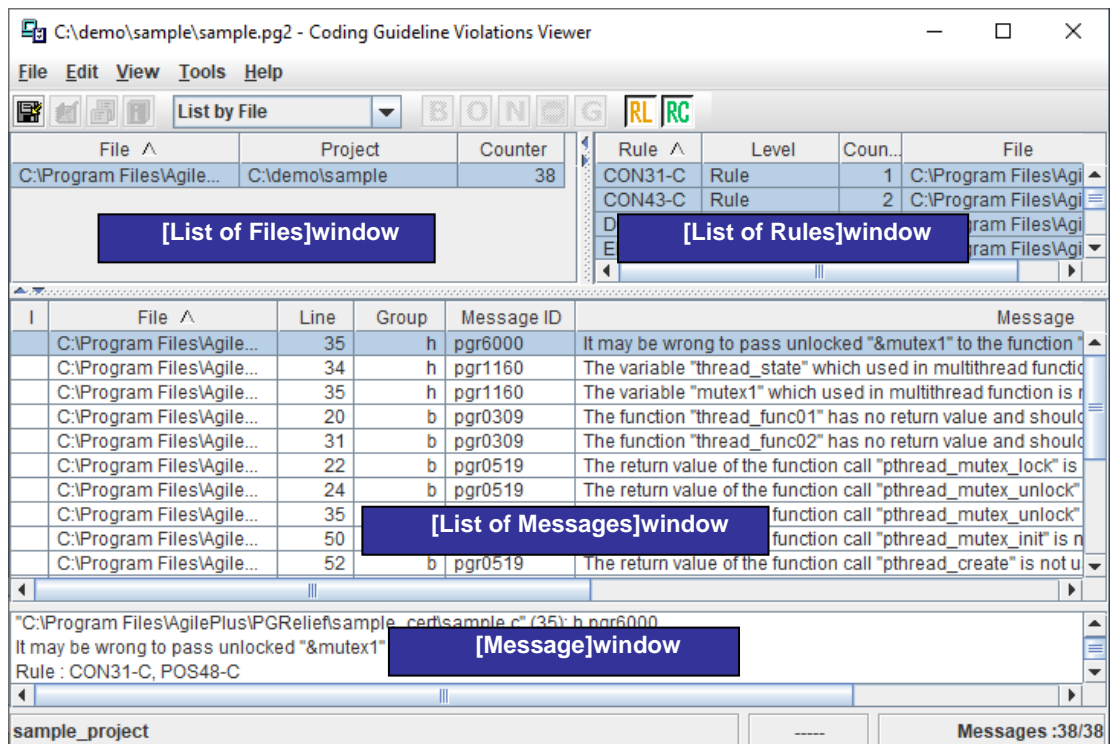 C:\demo\sample\sample.pg2 - Coding Guideline Violations Viewer
File Edit View Tools Help
List by File B O N G RL RC
File Project Counter
C:\Program Files\Agile... C:\demo\sample 38
[List of Files]window
Rule Level Coun... File
CON31-C Rule 1 C:\Program Files\Agi
CON43-C Rule 2 C:\Program Files\Agi
D ram Files\Agi
E ram Files\Agi
[List of Rules]window
I File Line Group Message ID Message
C:\Program Files\Agile... 35 h pgr6000 It may be wrong to pass unlocked "&mutex1" to the function "
C:\Program Files\Agile... 34 h pgr1160 The variable "thread_state" which used in multithread functio
C:\Program Files\Agile... 35 h pgr1160 The variable "mutex1" which used in multithread function is r
C:\Program Files\Agile... 20 b pgr0309 The function "thread_func01" has no return value and should
C:\Program Files\Agile... 31 b pgr0309 The function "thread_func02" has no return value and should
C:\Program Files\Agile... 22 b pgr0519 The return value of the function call "pthread_mutex_lock" is
C:\Program Files\Agile... 24 b pgr0519 The return value of the function call "pthread_mutex_unlock"
C:\Program Files\Agile... 35 function call "pthread_mutex_unlock"
[List of Messages]window
C:\Program Files\Agile... 50 function call "pthread_mutex_init" is n
C:\Program Files\Agile... 52 b pgr0519 The return value of the function call "pthread_create" is not u
"C:\Program Files\AgilePlus\PGRelief\sample_cert\sample.c" (35): h pgr6000
It may be wrong to pass unlocked "&mutex1"
[Message]window
Rule : CON31-C, POS48-C
sample_project ----- Messages :38/38